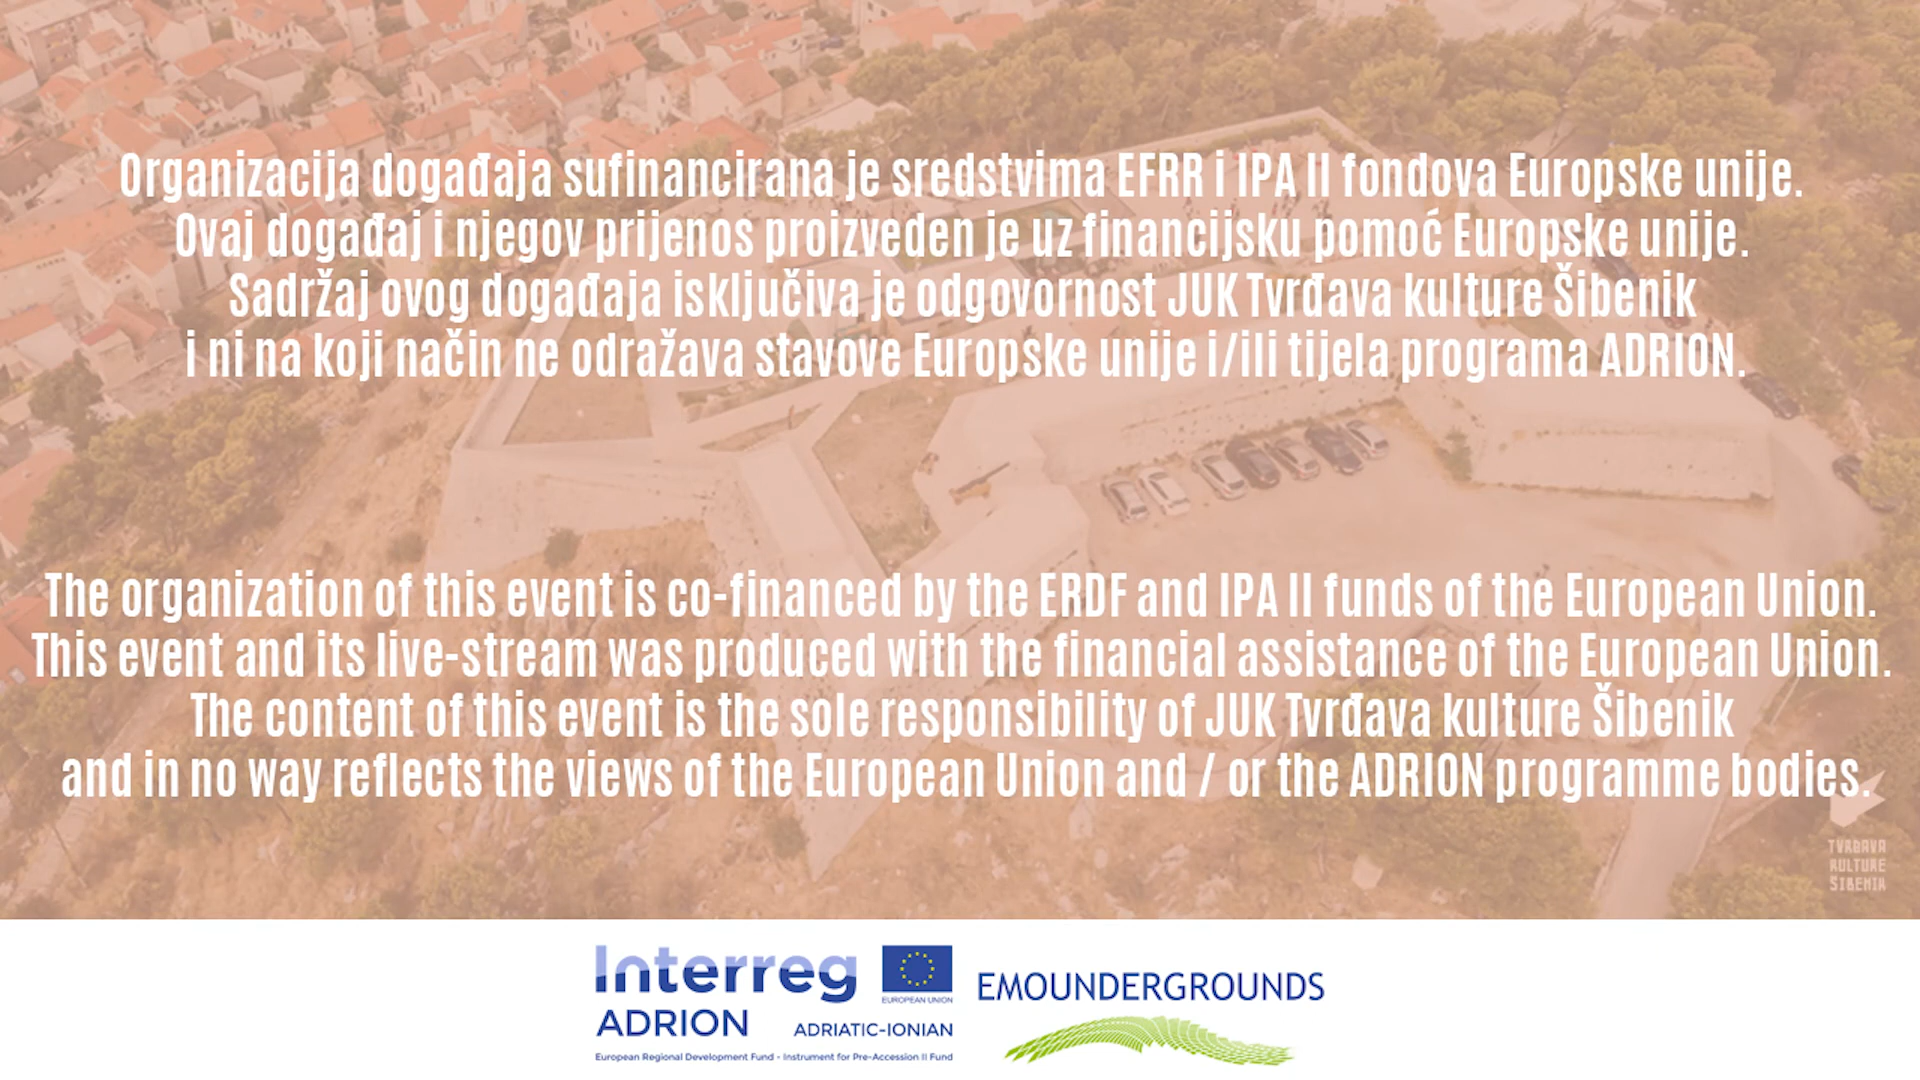 Organizacija događaja sufinancirana je sredstvima EFRR i IPA II fondova Europske unije.
Ovaj događaj i njegov prijenos proizveden je uz financijsku pomoć Europske unije.
Sadržaj ovog događaja isključiva je odgovornost JUK Tvrđava kulture Šibenik
i ni na koji način ne odražava stavove Europske unije i/ili tijela programa ADRION.
The organization of this event is co-financed by the ERDF and IPA II funds of the European Union.
This event and its live-stream was produced with the financial assistance of the European Union.
The content of this event is the sole responsibility of JUK Tvrđava kulture Šibenik
and in no way reflects the views of the European Union and / or the ADRION programme bodies.
TVRĐAVA
KULTURE
ŠIBENIK
Interreg
EUROPEAN UNION
ADRION ADRIATIC-IONIAN
European Regional Development Fund - Instrument for Pre-Accession II Fund
EMOUNDERGROUNDS